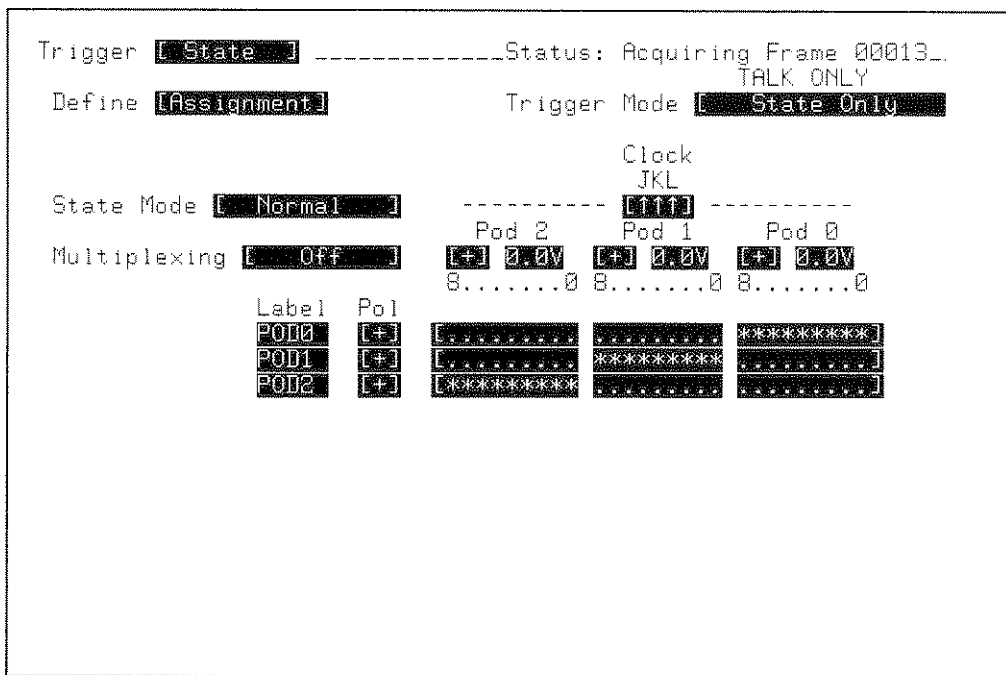 Trigger [ State ] _____________Status: Acquiring Frame 00013_.
TALK ONLY
Define [Assignment] Trigger Mode [ State Only
Clock
JKL
State Mode [ Normal ] ---------- [↑↑↑] ----------
Pod 2 Pod 1 Pod 0
Multiplexing [ Off ] [+] 0.0V [+] 0.0V [+] 0.0V
8.......0 8.......0 8.......0
Label Pol
POD0 [+] [......... ......... *********]
POD1 [+] [......... ********* .........]
POD2 [+] [********* ......... .........]